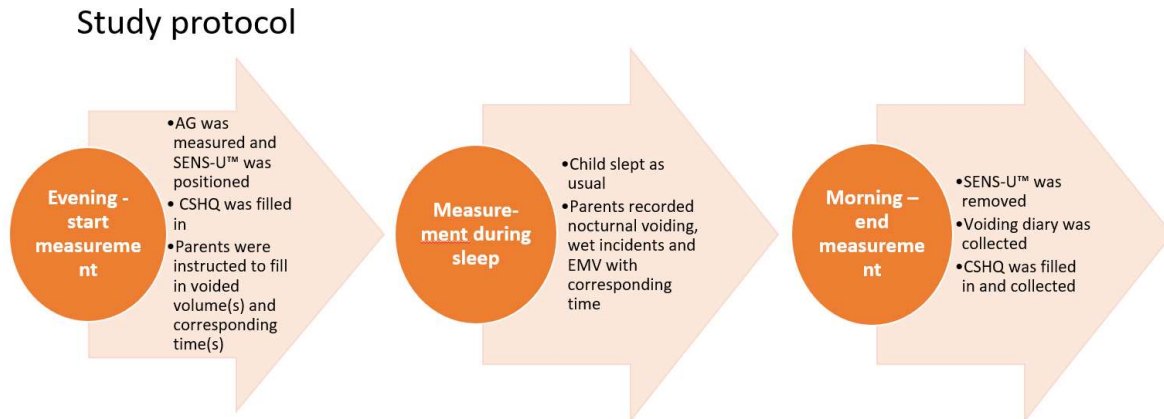 Study protocol
Evening -
start
measureme
nt
•AG was
measured and
SENS-U™ was
positioned
• CSHQ was filled
in
•Parents were
instructed to fill
in voided
volume(s) and
corresponding
time(s)
Measure-
ment during
sleep
•Child slept as
usual
•Parents recorded
nocturnal voiding,
wet incidents and
EMV with
corresponding
time
Morning –
end
measureme
nt
•SENS-U™ was
removed
•Voiding diary was
collected
•CSHQ was filled
in and collected